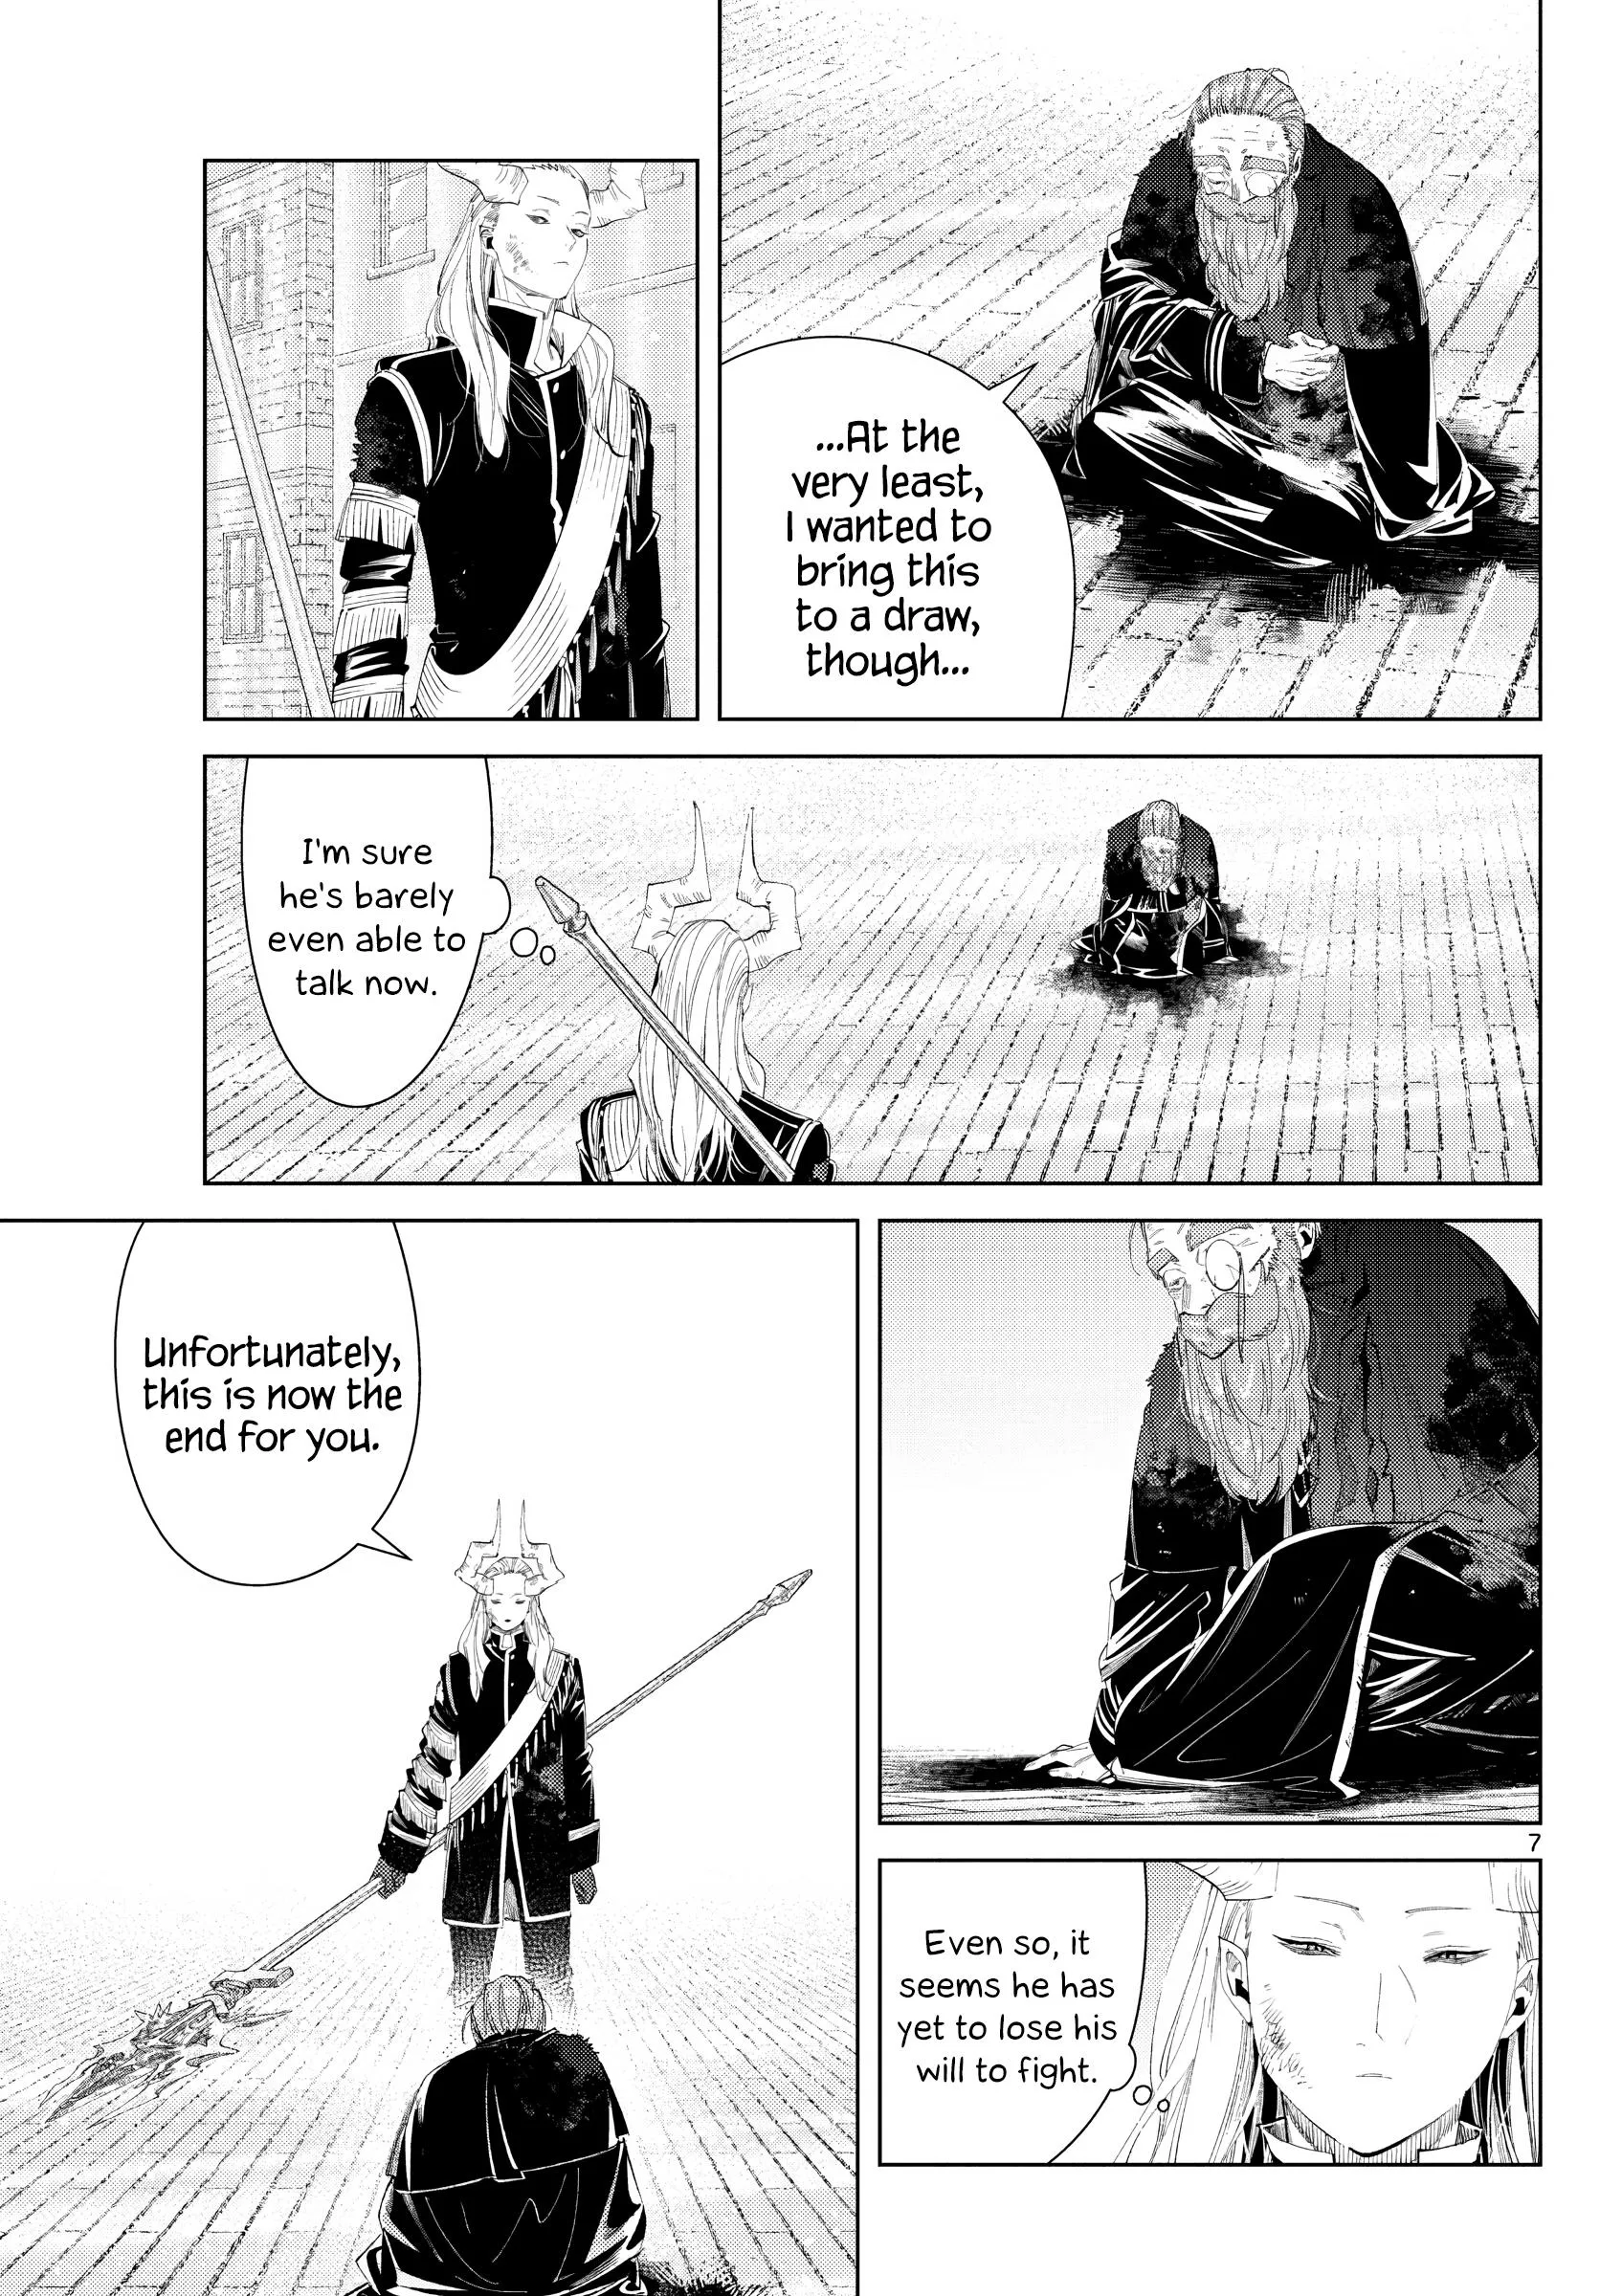 ...At the
very least,
I wanted to
bring this
to a draw,
though...
I'm sure
he's barely
even able to
talk now.
7
Even so, it
seems he has
yet to lose his
will to fight.
Unfortunately,
this is now the
end for you.